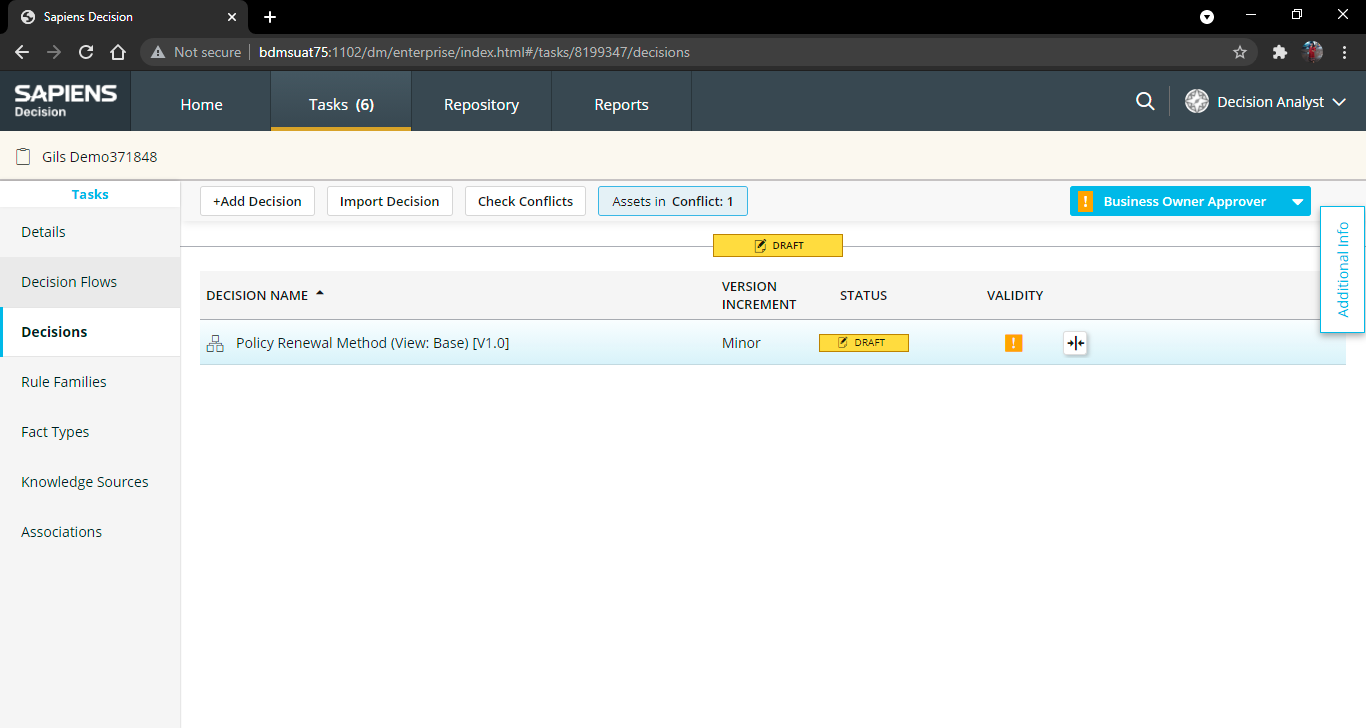 Sapiens Decision
Not secure
bdmsuat75:1102/dm/enterprise/index.html#/tasks/8199347/decisions
SAPIENS
Decision
Home
Tasks (6)
Repository
Reports
Decision Analyst
Gils Demo371848
Tasks
+Add Decision
Import Decision
Check Conflicts
Assets in Conflict: 1
! Business Owner Approver
Additional Info
Details
DRAFT
Decision Flows
DECISION NAME
VERSION
INCREMENT
STATUS
VALIDITY
Decisions
Policy Renewal Method (View: Base) [V1.0]
Minor
DRAFT
!
Rule Families
Fact Types
Knowledge Sources
Associations